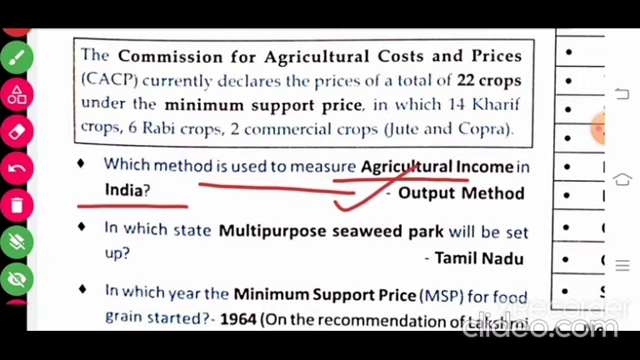 The Commission for Agricultural Costs and Prices
(CACP) currently declares the prices of a total of 22 crops
under the minimum support price, in which 14 Kharif
crops, 6 Rabi crops, 2 commercial crops (Jute and Copra).
♦ Which method is used to measure Agricultural Income in
India? - Output Method
♦ In which state Multipurpose seaweed park will be set
up? - Tamil Nadu
♦ In which year the Minimum Support Price (MSP) for food
grain started?- 1964 (On the recommendation of Lakshmi